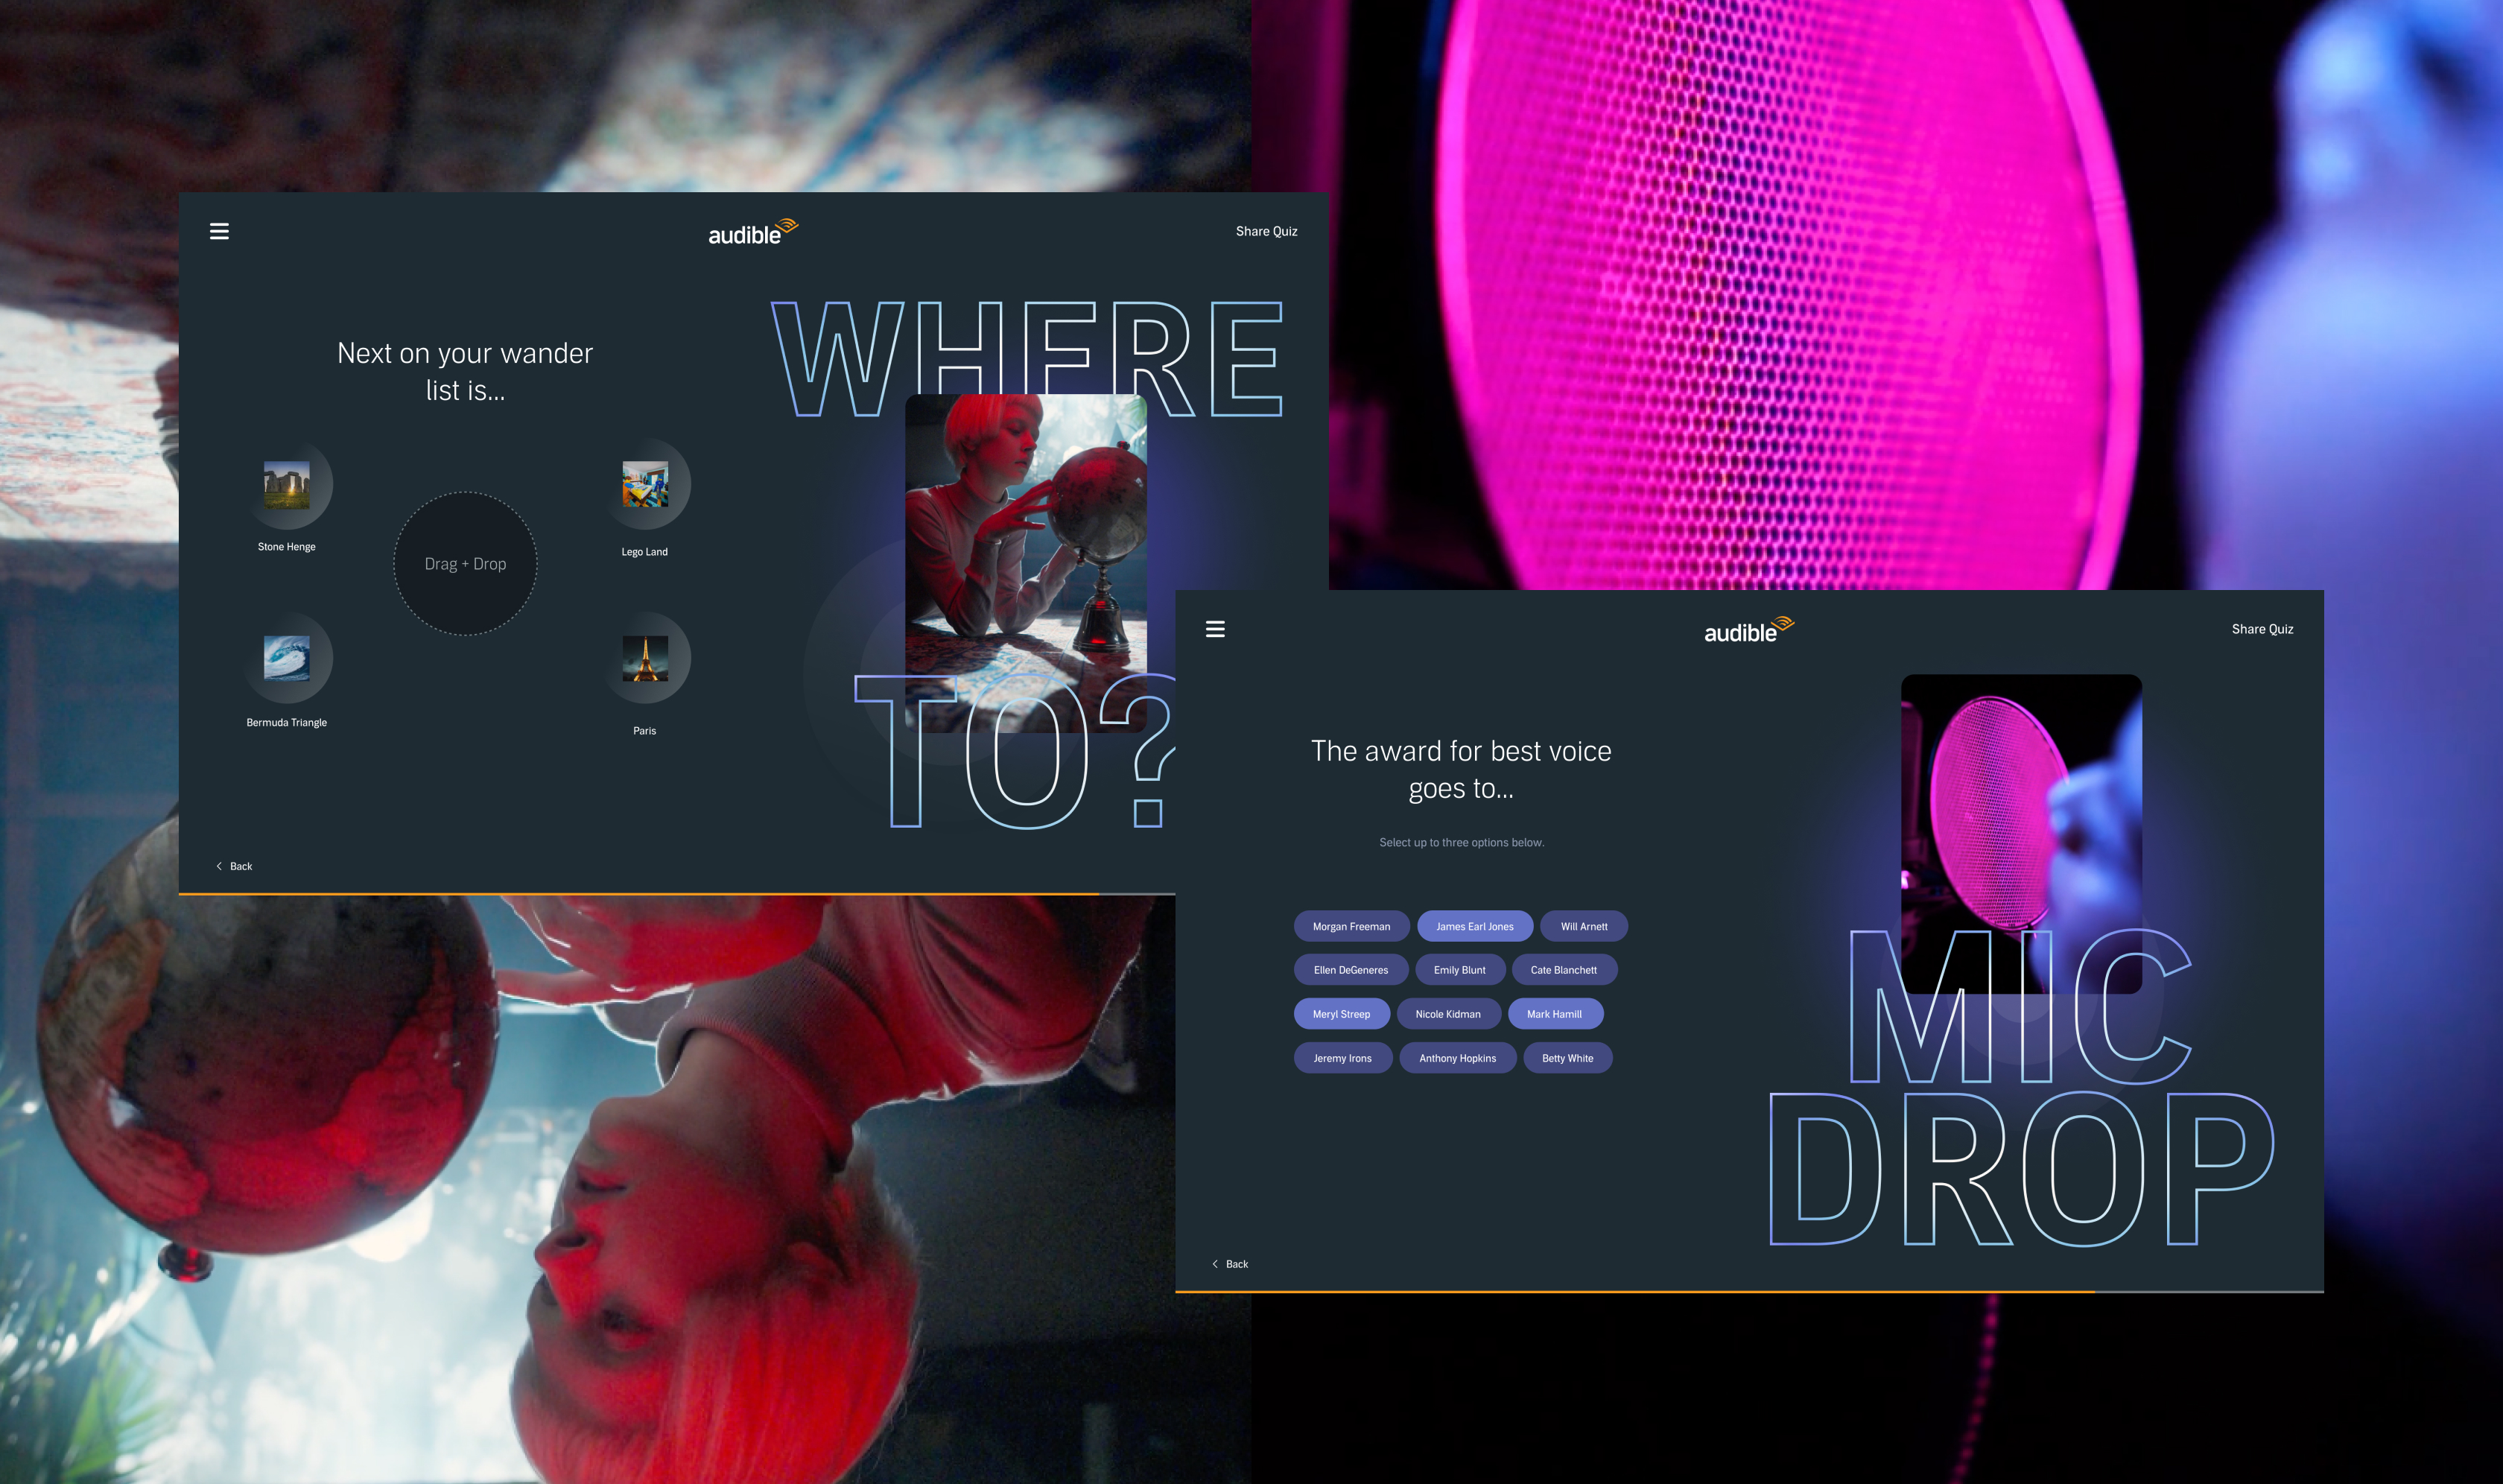 audible
Share Quiz
WHERE
TO?
Next on your wander
list is...
Stone Henge
Lego Land
Drag + Drop
Bermuda Triangle
Paris
Back
audible
Share Quiz
The award for best voice
goes to...
Select up to three options below.
Morgan Freeman
James Earl Jones
Will Arnett
Ellen DeGeneres
Emily Blunt
Cate Blanchett
Meryl Streep
Nicole Kidman
Mark Hamill
Jeremy Irons
Anthony Hopkins
Betty White
MIC
DROP
Back